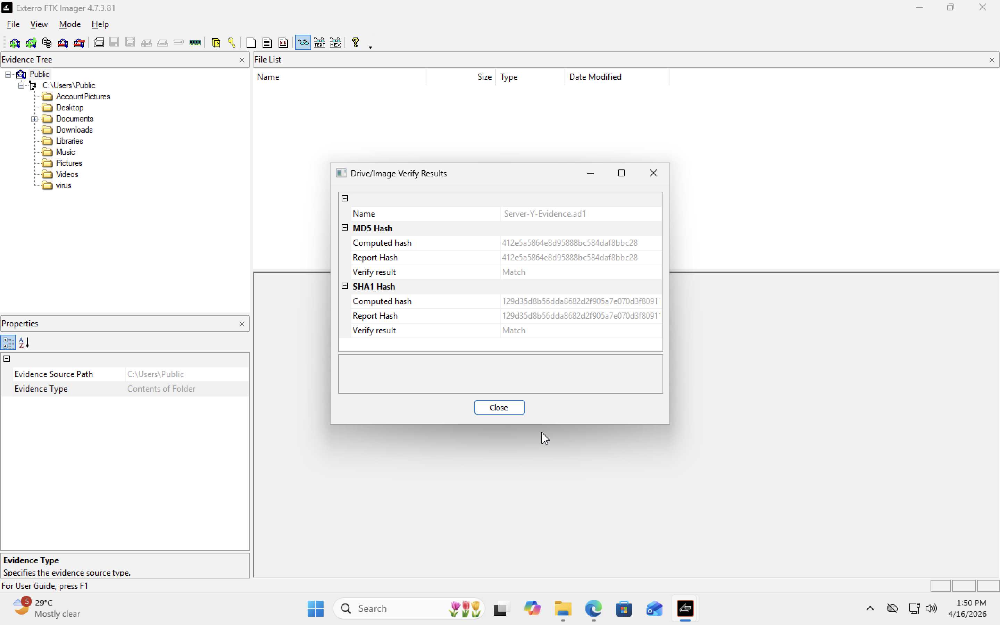 Exterro FTK Imager 4.7.3.81
File View Mode Help
DIR TEXT HEX ?
Evidence Tree
Public
C:\Users\Public
AccountPictures
Desktop
Documents
Downloads
Libraries
Music
Pictures
Videos
virus
File List
Name Size Type Date Modified
Drive/Image Verify Results
Name Server-Y-Evidence.ad1
MD5 Hash
Computed hash 412e5a5864e8d95888bc584daf8bbc28
Report Hash 412e5a5864e8d95888bc584daf8bbc28
Verify result Match
SHA1 Hash
Computed hash 129d35d8b56dda8682d2f905a7e070d3f8091
Report Hash 129d35d8b56dda8682d2f905a7e070d3f8091
Verify result Match
Close
Properties
A Z
Evidence Source Path C:\Users\Public
Evidence Type Contents of Folder
Evidence Type
Specifies the evidence source type.
For User Guide, press F1
5
29°C
Mostly clear
Search
1:50 PM
4/16/2026